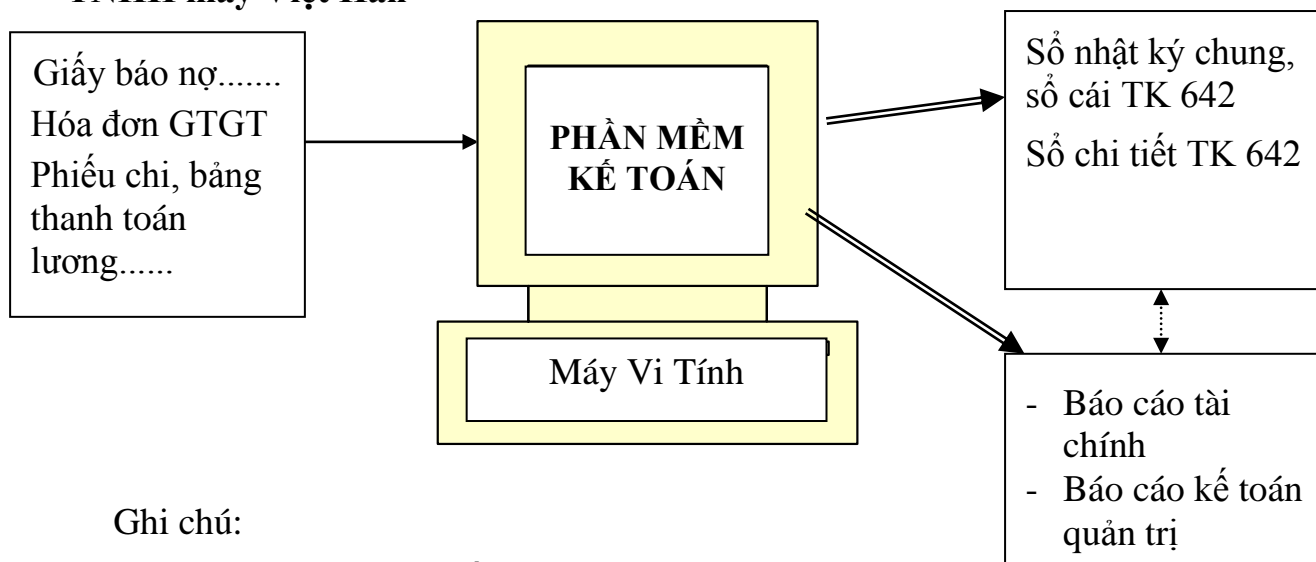 TNHH may Việt Hàn
Giấy báo nợ.......
Hóa đơn GTGT
Phiếu chi, bảng
thanh toán
lương......
PHẦN MỀM
KẾ TOÁN
Máy Vi Tính
Sổ nhật ký chung,
sổ cái TK 642
Sổ chi tiết TK 642
- Báo cáo tài
chính
- Báo cáo kế toán
quản trị
Ghi chú: